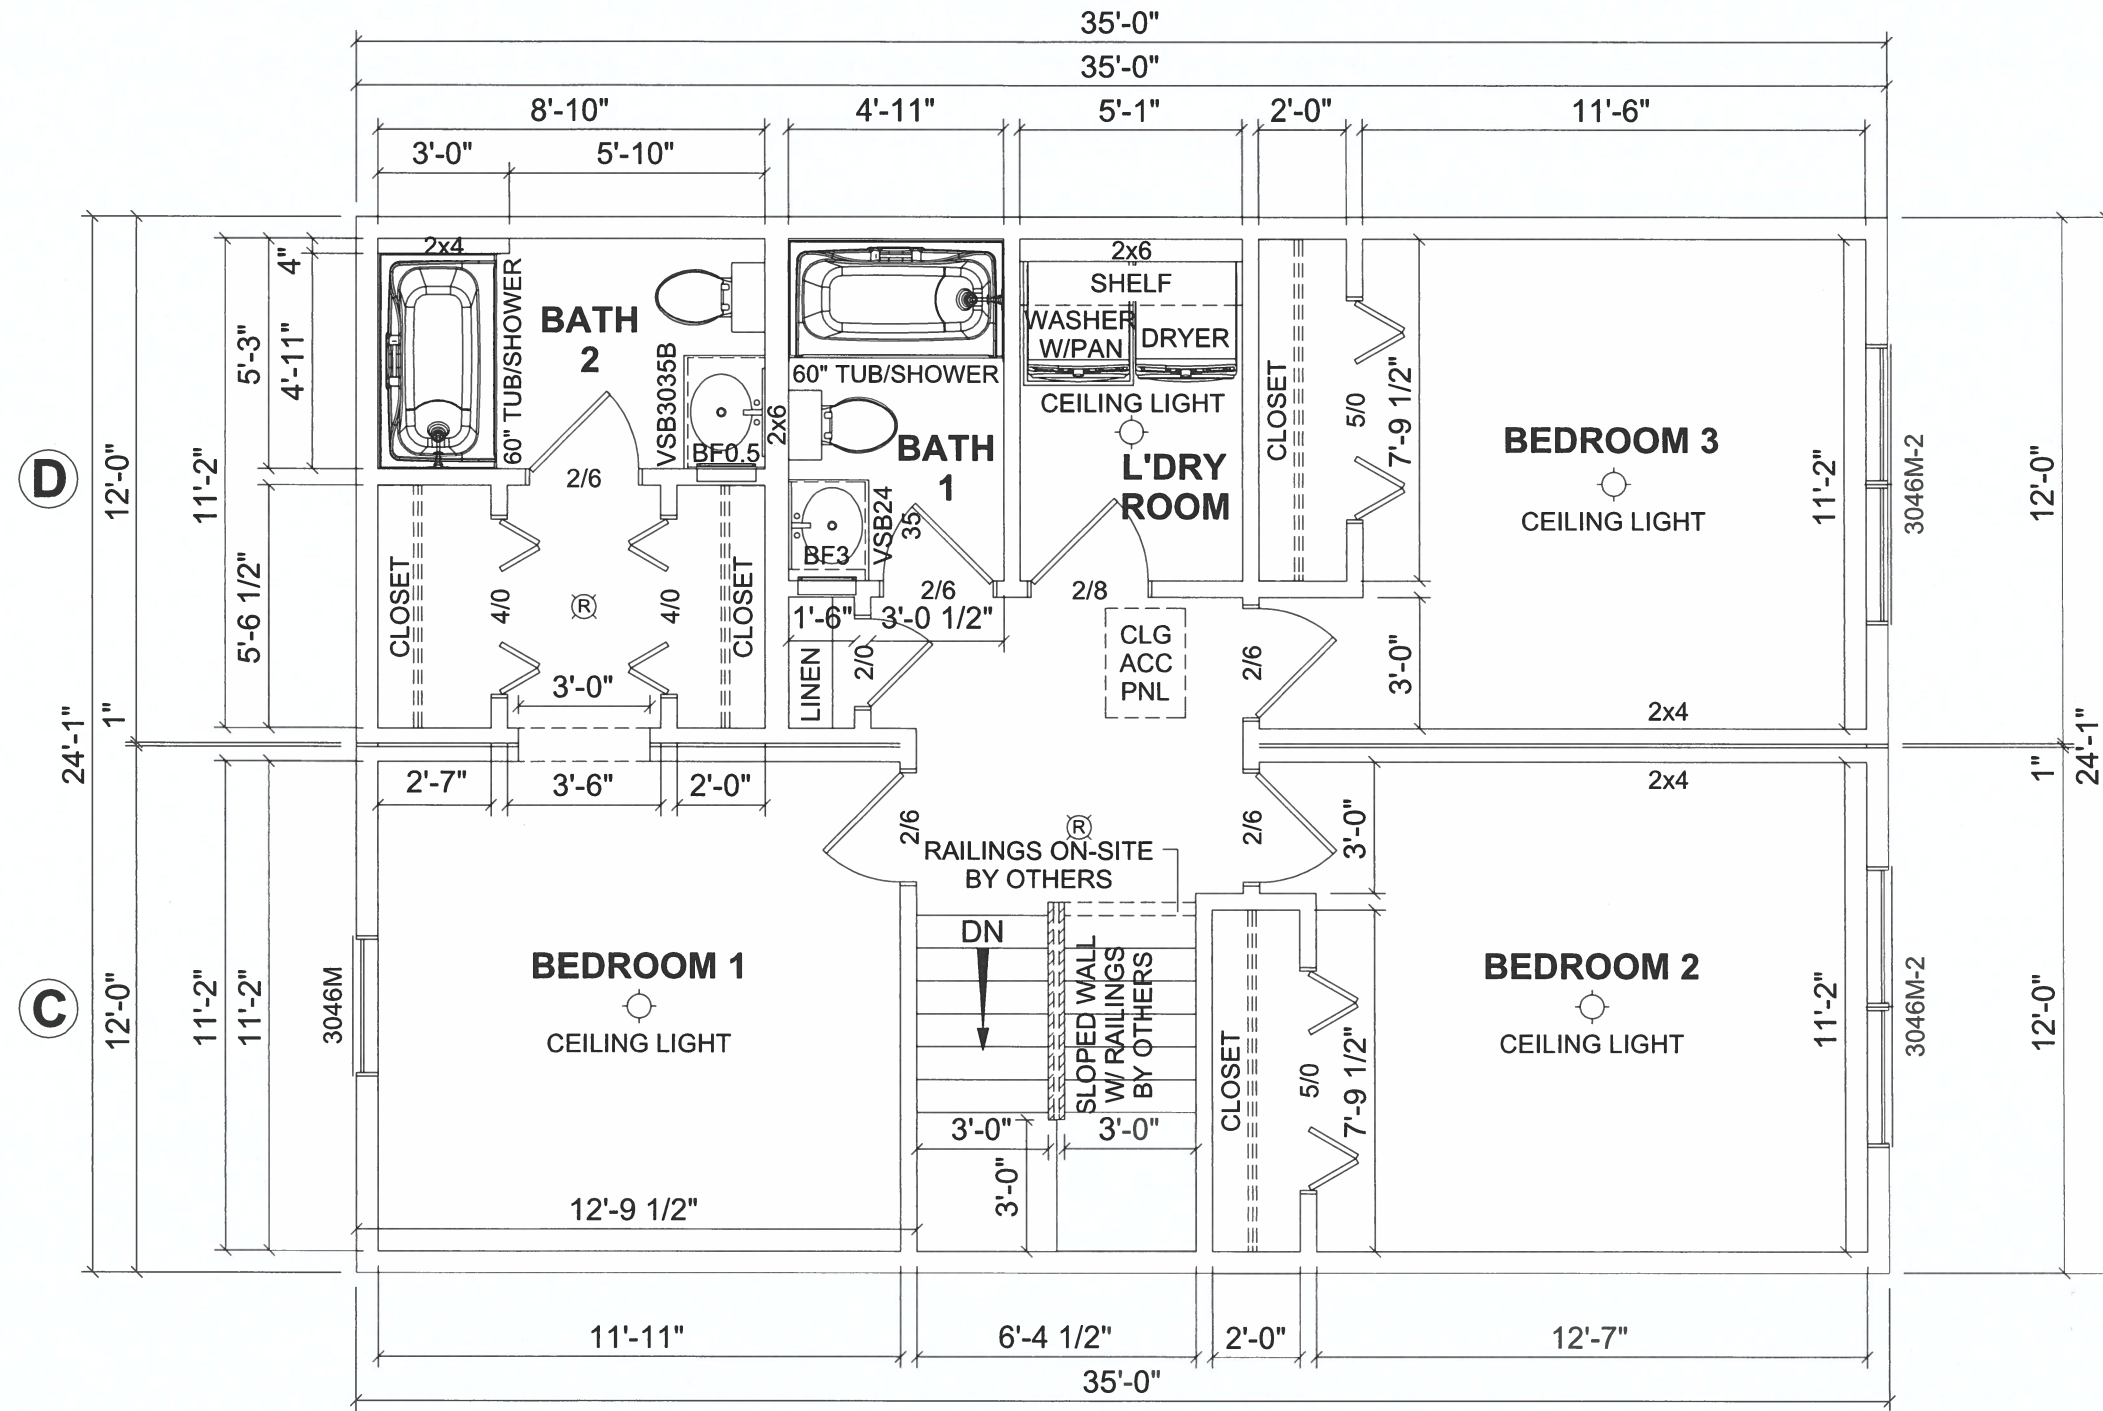 35'-0"
35'-0"
8'-10"
4'-11"
5'-1"
2'-0"
11'-6"
3'-0"
5'-10"
2x4
4"
60" TUB/SHOWER
BATH
2
VSB3035B
BF0.5
2/6
2x6
60" TUB/SHOWER
BATH
1
VSB24
35
BF3
2/6
2x6
SHELF
WASHER
W/PAN
DRYER
CEILING LIGHT
L'DRY
ROOM
2/8
CLOSET
5/0
7'-9 1/2"
BEDROOM 3
CEILING LIGHT
11'-2"
3046M-2
12'-0"
D
12'-0"
11'-2"
5'-3"
4'-11"
5'-6 1/2"
CLOSET
4/0
R
4/0
CLOSET
3'-0"
1'-6"
3'-0 1/2"
LINEN
2/0
CLG
ACC
PNL
2/6
3'-0"
2x4
24'-1"
1"
2'-7"
3'-6"
2'-0"
2/6
R
RAILINGS ON-SITE
BY OTHERS
2/6
3'-0"
2x4
1"
24'-1"
C
12'-0"
11'-2"
11'-2"
3046M
BEDROOM 1
CEILING LIGHT
12'-9 1/2"
DN
SLOPED WALL
W/ RAILINGS
BY OTHERS
3'-0"
3'-0"
3'-0"
CLOSET
5/0
7'-9 1/2"
BEDROOM 2
CEILING LIGHT
11'-2"
3046M-2
12'-0"
11'-11"
6'-4 1/2"
2'-0"
12'-7"
35'-0"